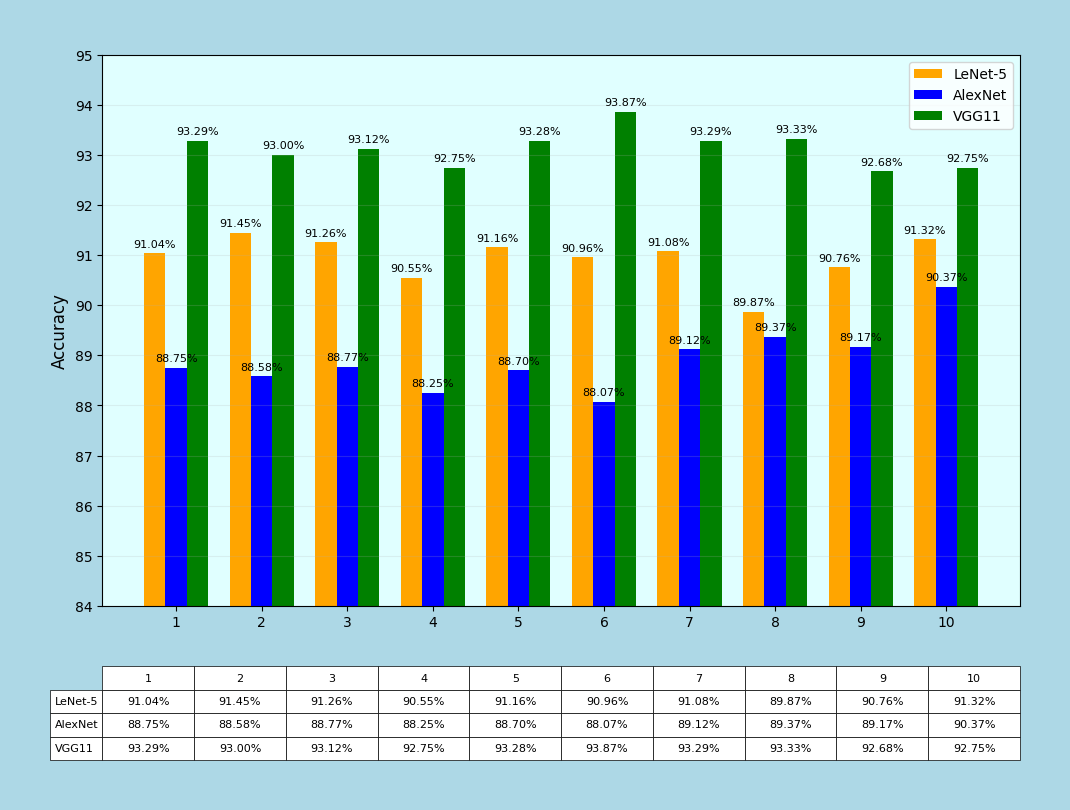 95
94
93
92
91
90
89
88
87
86
85
84
Accuracy
LeNet-5
AlexNet
VGG11
91.04% 88.75% 93.29%
91.45% 88.58% 93.00%
91.26% 88.77% 93.12%
90.55% 88.25% 92.75%
91.16% 88.70% 93.28%
90.96% 88.07% 93.87%
91.08% 89.12% 93.29%
89.87% 89.37% 93.33%
90.76% 89.17% 92.68%
91.32% 90.37% 92.75%
1 2 3 4 5 6 7 8 9 10
1 2 3 4 5 6 7 8 9 10
LeNet-5 91.04% 91.45% 91.26% 90.55% 91.16% 90.96% 91.08% 89.87% 90.76% 91.32%
AlexNet 88.75% 88.58% 88.77% 88.25% 88.70% 88.07% 89.12% 89.37% 89.17% 90.37%
VGG11 93.29% 93.00% 93.12% 92.75% 93.28% 93.87% 93.29% 93.33% 92.68% 92.75%